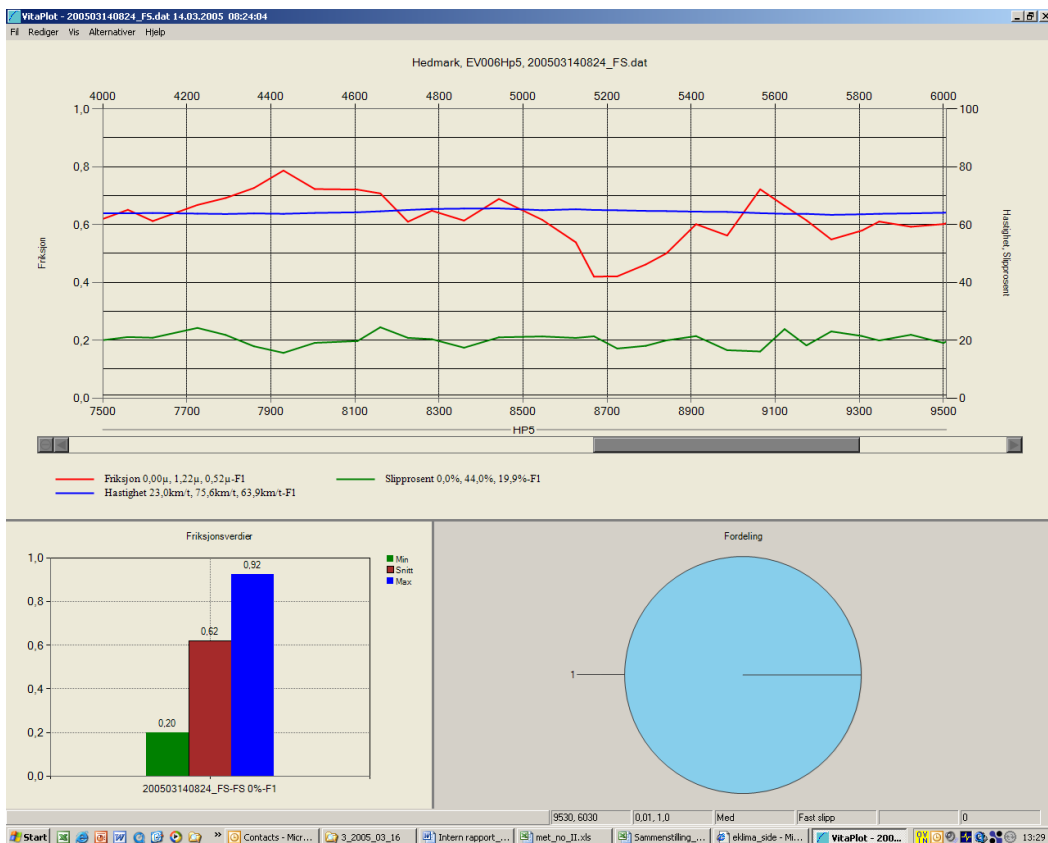 VitaPlot - 200503140824_FS.dat 14.03.2005 08:24:04
Fil Rediger Vis Alternativer Hjelp
Hedmark, EV006Hp5, 200503140824_FS.dat
4000 4200 4400 4600 4800 5000 5200 5400 5600 5800 6000
1,0 100
0,8 80
0,6 60
Friksjon
Hastighet, Slipprosent
0,4 40
0,2 20
0,0 0
7500 7700 7900 8100 8300 8500 8700 8900 9100 9300 9500
HP5
Friksjon 0,00µ, 1,22µ, 0,52µ-F1 Slipprosent 0,0%, 44,0%, 19,9%-F1
Hastighet 23,0km/t, 75,6km/t, 63,9km/t-F1
Friksjonsverdier
Min
Snitt
Max
1,0
0,8
0,6
0,4
0,2
0,0
0,20
0,62
0,92
200503140824_FS-FS 0%-F1
Fordeling
1
9530, 6030 0,01, 1,0 Med Fast slipp 0
Start » Contacts - Micr... 3_2005_03_16 Intern rapport_... met_no_II.xls Sammenstilling_... eklima_side - Mi... VitaPlot - 200... 13:29